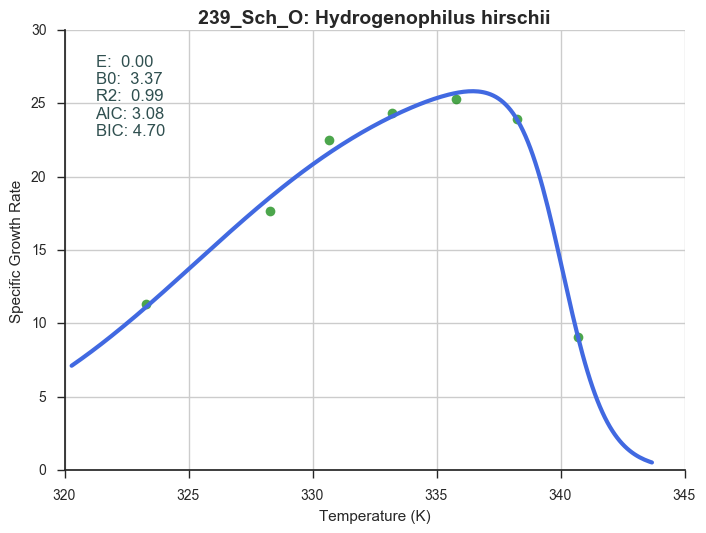 239_Sch_O: Hydrogenophilus hirschii
E: 0.00
B0: 3.37
R2: 0.99
AIC: 3.08
BIC: 4.70
Specific Growth Rate
30
25
20
15
10
5
0
320 325 330 335 340 345
Temperature (K)